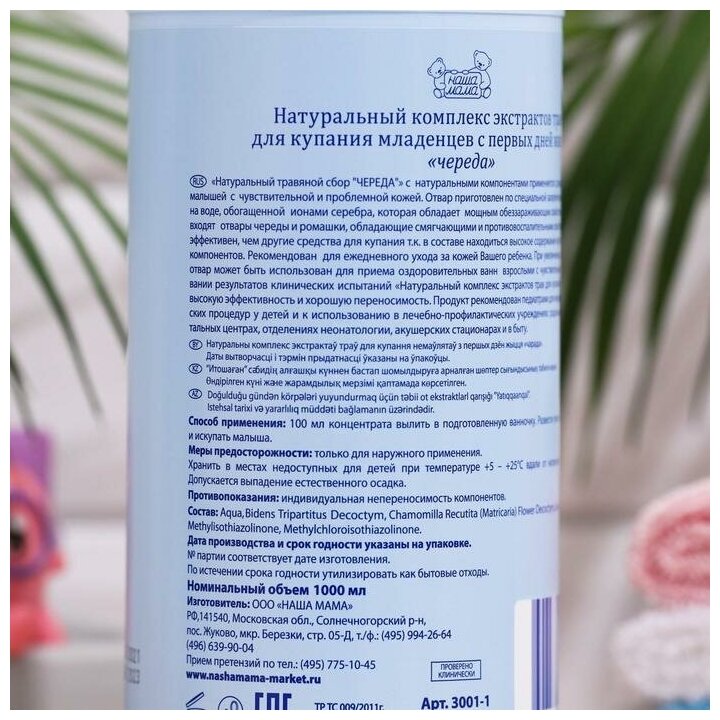 наша
мама
Натуральный комплекс экстрактов
для купания младенцев с первых дней
«череда»
RUS «Натуральный травяной сбор "ЧЕРЕДА"» с натуральными компонентами применяется
малышей с чувствительной и проблемной кожей. Отвар приготовлен по специальной
на воде, обогащенной ионами серебра, которая обладает мощным обеззараживающим
входят отвары череды и ромашки, обладающие смягчающими и противовоспалительным
эффективен, чем другие средства для купания т.к. в составе находиться высокое содержание
компонентов. Рекомендован для ежедневного ухода за кожей Вашего ребенка. При
отвар может быть использован для приема оздоровительных ванн взрослыми с
вании результатов клинических испытаний «Натуральный комплекс экстрактов трав для
высокую эффективность и хорошую переносимость. Продукт рекомендован педиатрами для
ских процедур у детей и к использованию в лечебно-профилактических учреждениях:
тальных центрах, отделениях неонатологии, акушерских стационарах и в быту.
BY Натуральны комплекс экстрактаў траў для купання немаўлятаў з першых дзён жыцця «чарада».
Даты вытворчасці і тэрмін прыдатнасці ўказаны на ўпакоўцы.
KZ "Итошаған" сәбидің алғашқы күннен бастап шомылдыруға арналған шөптер сығындысының
Өндірілген күні және жарамдылық мерзімі қаптамада көрсетілген.
AZ Doğulduğu gündən körpələri yuyundurmaq üçün təbii ot ekstraktlari qarışığı "Yatıqqanqal".
Istehsal tarixi və yararlılıq müddəti bağlamanın üzərindədir.
Способ применения: 100 мл концентрата вылить в подготовленную ванночку.
и искупать малыша.
Меры предосторожности: только для наружного применения.
Хранить в местах недоступных для детей при температуре +5 - +25°С вдали от
Допускается выпадение естественного осадка.
Противопоказания: индивидуальная непереносимость компонентов.
Состав: Aqua,Bidens Tripartitus Decoctym, Chamomilla Recutita (Matricaria) Flower
Methylisothiazolinone, Methylchloroisothiazolinone.
Дата производства и срок годности указаны на упаковке.
№ партии соответствует дате изготовления.
По истечении срока годности утилизировать как бытовые отходы.
Номинальный объем 1000 мл
Изготовитель: ООО «НАША МАМА»
РФ,141540, Московская обл., Солнечногорский р-н,
пос. Жуково, мкр. Березки, стр. 05-Д, т./ф.: (495) 994-26-64
(496) 639-90-04
Прием претензий по тел.: (495) 775-10-45
www.nashamama-market.ru
ПРОВЕРЕНО
КЛИНИЧЕСКИ
ТР ТС 009/2011г.
Арт. 3001-1